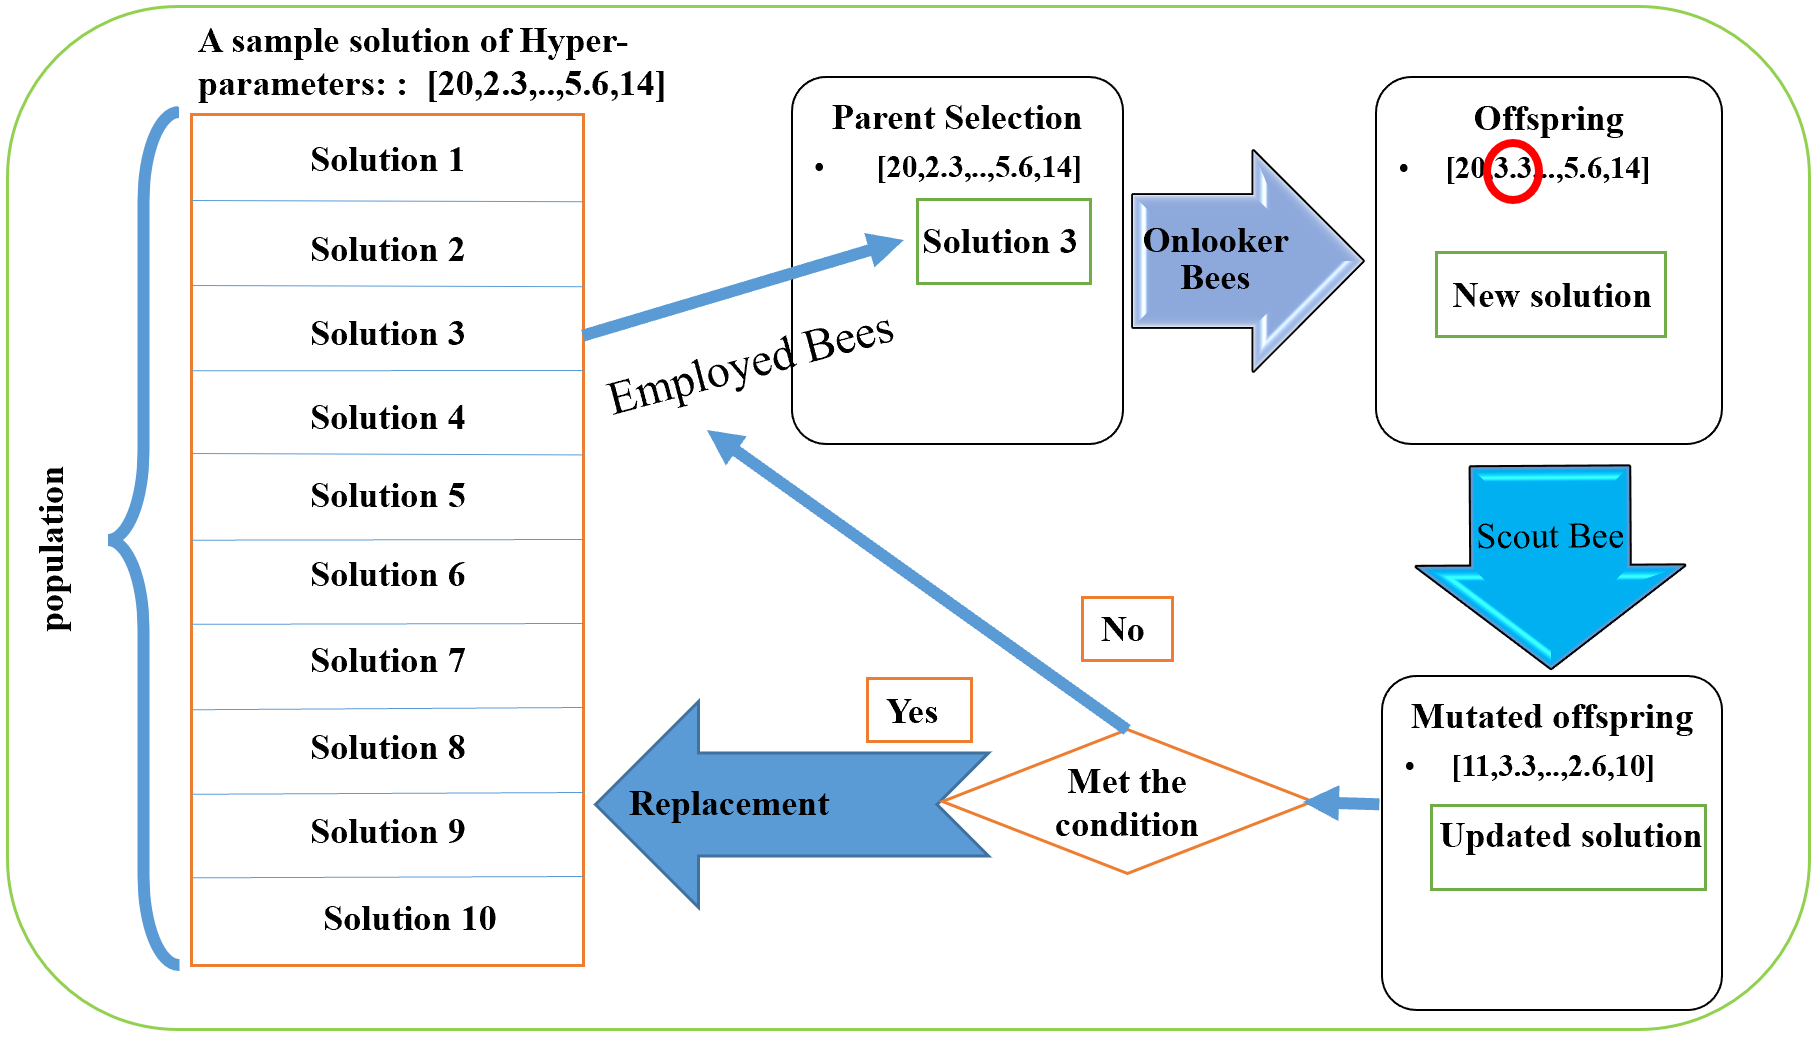 A sample solution of Hyper-
parameters: :  [20,2.3,..,5.6,14]
population
Solution 1
Solution 2
Solution 3
Solution 4
Solution 5
Solution 6
Solution 7
Solution 8
Solution 9
Solution 10
Employed Bees
Parent Selection
• [20,2.3,..,5.6,14]
Solution 3
Onlooker
Bees
Offspring
• [20,3.3,..,5.6,14]
New solution
Scout Bee
Mutated offspring
• [11,3.3,..,2.6,10]
Updated solution
Met the
condition
No
Yes
Replacement